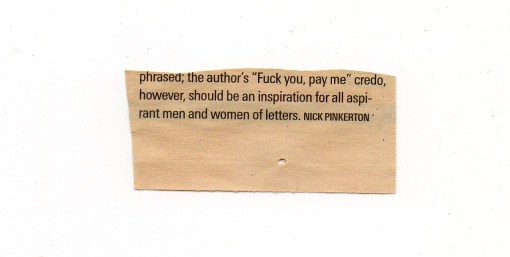 phrased; the author's "Fuck you, pay me" credo,
however, should be an inspiration for all aspi-
rant men and women of letters. NICK PINKERTON